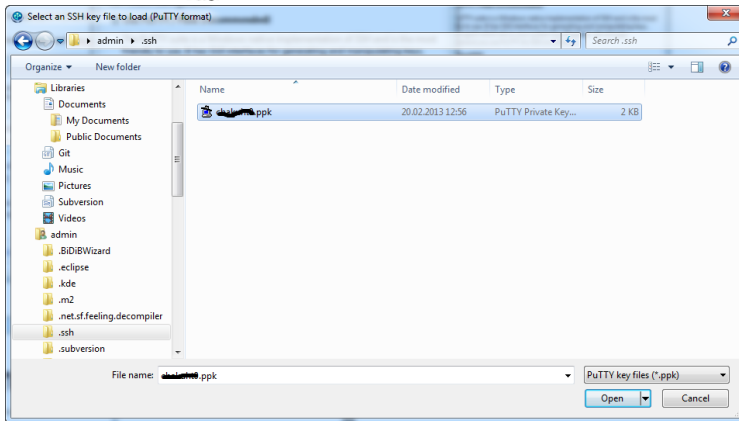 Select an SSH key file to load (PuTTY format)
admin ▸ .ssh
Search .ssh
Organize
New folder
Libraries
Documents
My Documents
Public Documents
Git
Music
Pictures
Subversion
Videos
admin
.BiDiBWizard
.eclipse
.kde
.m2
.net.sf.feeling.decompiler
.ssh
.subversion
Name Date modified Type Size
.ppk 20.02.2013 12:56 PuTTY Private Key... 2 KB
File name: .ppk
PuTTY key files (*.ppk)
Open Cancel